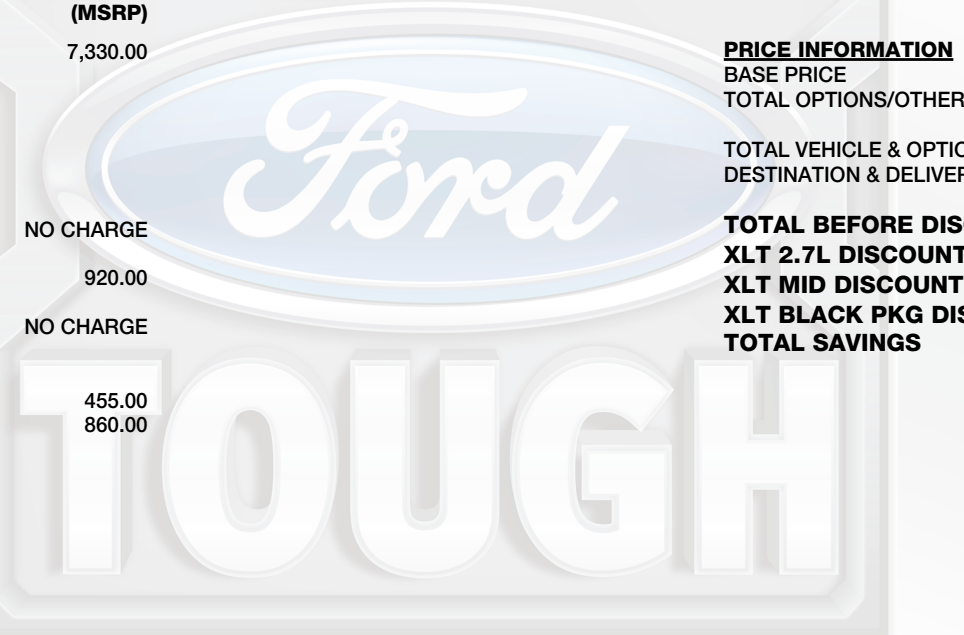 (MSRP)
7,330.00
NO CHARGE
920.00
NO CHARGE
455.00
860.00
PRICE INFORMATION
BASE PRICE
TOTAL OPTIONS/OTHER
TOTAL VEHICLE & OPTIO
DESTINATION & DELIVER
TOTAL BEFORE DIS
XLT 2.7L DISCOUNT
XLT MID DISCOUNT
XLT BLACK PKG DIS
TOTAL SAVINGS
Ford
TOUGH